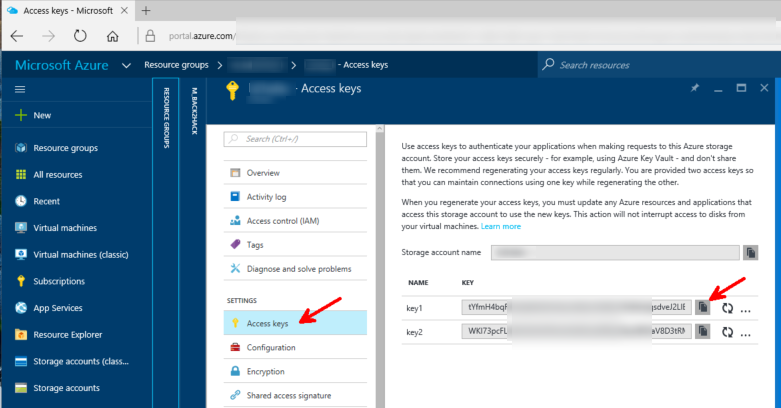 Access keys - Microsoft
portal.azure.com/
Microsoft Azure
Resource groups
- Access keys
Search resources
New
Resource groups
All resources
Recent
Virtual machines
Virtual machines (classic)
Subscriptions
App Services
Resource Explorer
Storage accounts (class...
Storage accounts
RESOURCE GROUPS
M_BACK2HACK
- Access keys
Search (Ctrl+/)
Overview
Activity log
Access control (IAM)
Tags
Diagnose and solve problems
SETTINGS
Access keys
Configuration
Encryption
Shared access signature
Use access keys to authenticate your applications when making requests to this Azure storage
account. Store your access keys securely - for example, using Azure Key Vault - and don't share
them. We recommend regenerating your access keys regularly. You are provided two access keys so
that you can maintain connections using one key while regenerating the other.
When you regenerate your access keys, you must update any Azure resources and applications that
access this storage account to use the new keys. This action will not interrupt access to disks from
your virtual machines. Learn more
Storage account name
NAME KEY
key1 ...
key2 ...